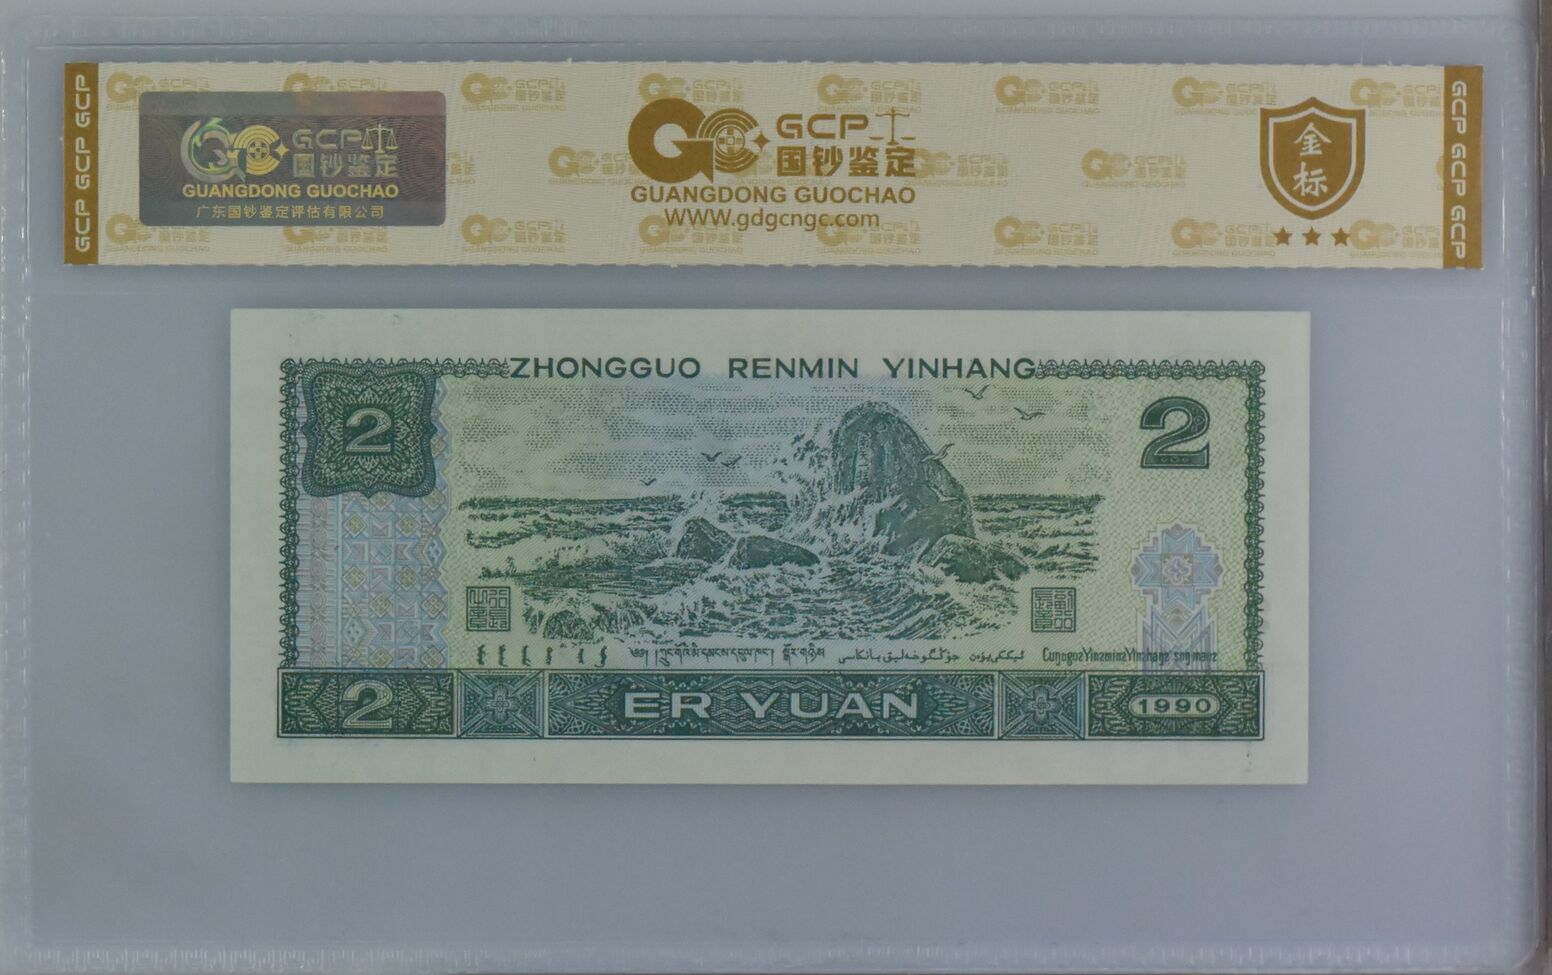 GCP GCP GCP
GCP
国钞鉴定
GUANGDONG GUOCHAO
广东国钞鉴定评估有限公司
GCP
国钞鉴定
GUANGDONG GUOCHAO
WWW.gdgcngc.com
金标
GCP GCP GCP
ZHONGGUO RENMIN YINHANG
2
2
2
ER YUAN
1990